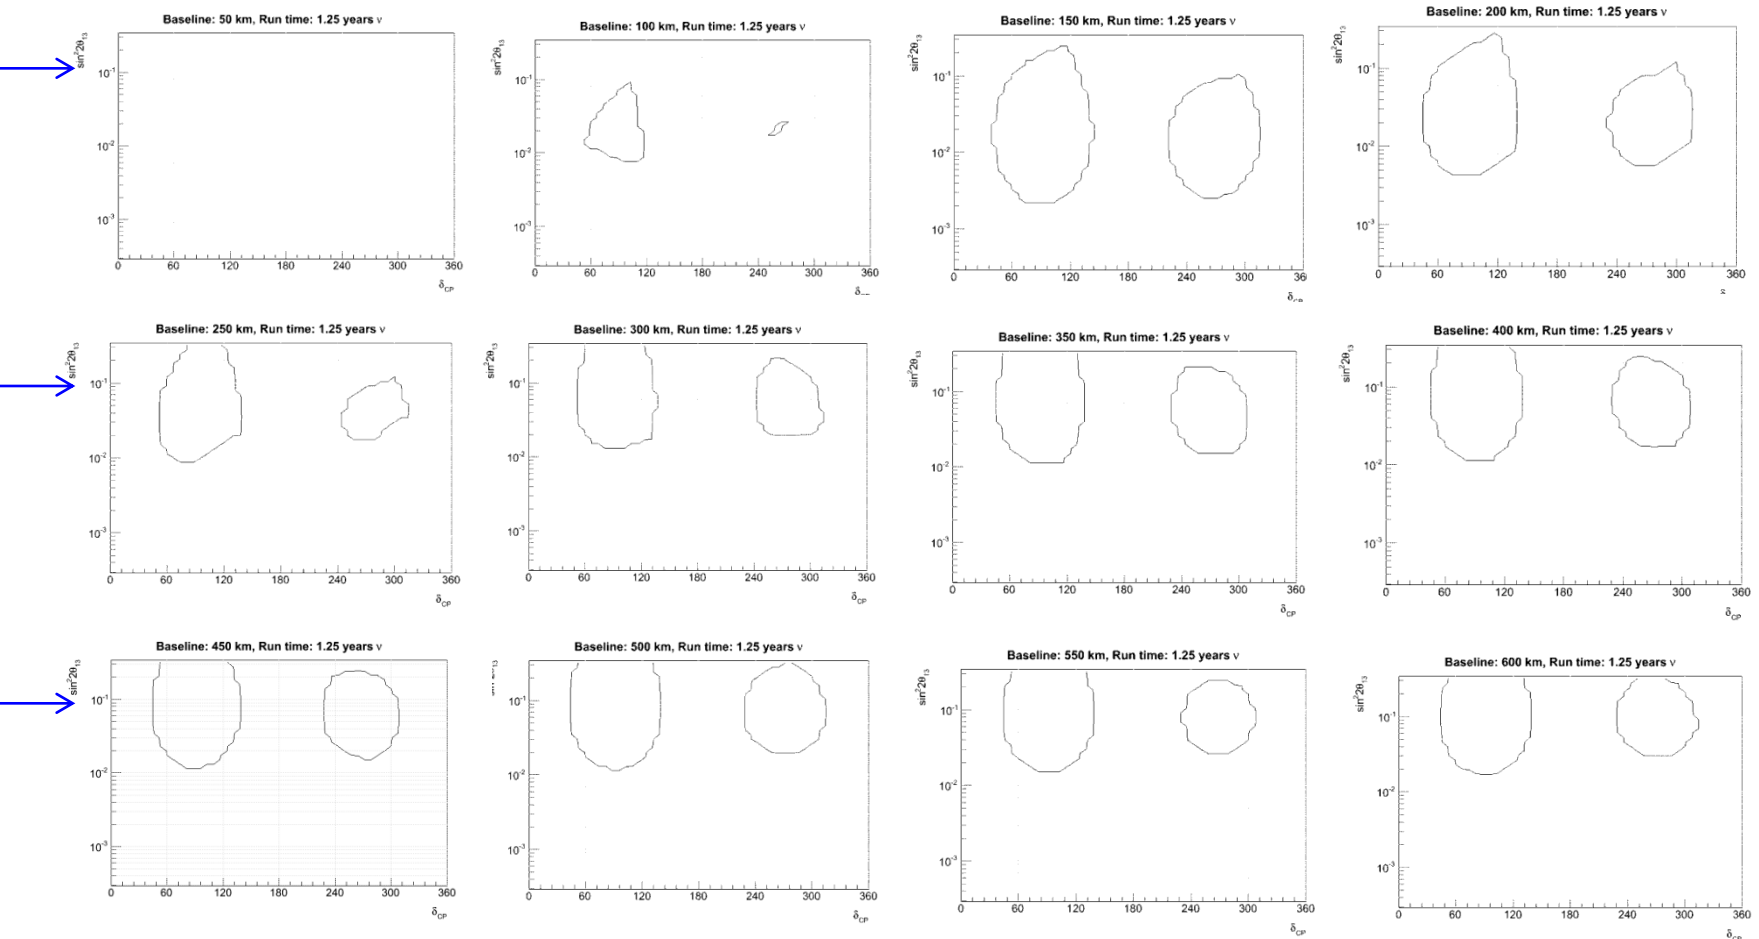 Baseline: 50 km, Run time: 1.25 years ν
sin²2θ₁₃
10⁻¹
10⁻²
10⁻³
0 60 120 180 240 300 360
δCP
Baseline: 100 km, Run time: 1.25 years ν
sin²2θ₁₃
10⁻¹
10⁻²
10⁻³
0 60 120 180 240 300 360
δ
Baseline: 150 km, Run time: 1.25 years ν
sin²2θ₁₃
10⁻¹
10⁻²
10⁻³
0 60 120 180 240 300 360
δCP
Baseline: 200 km, Run time: 1.25 years ν
sin²2θ₁₃
10⁻¹
10⁻²
10⁻³
0 60 120 180 240 300 360
Baseline: 250 km, Run time: 1.25 years ν
sin²2θ₁₃
10⁻¹
10⁻²
10⁻³
0 60 120 180 240 300 360
δCP
Baseline: 300 km, Run time: 1.25 years ν
sin²2θ₁₃
10⁻¹
10⁻²
10⁻³
0 60 120 180 240 300 360
δCP
Baseline: 350 km, Run time: 1.25 years ν
sin²2θ₁₃
10⁻¹
10⁻²
10⁻³
0 60 120 180 240 300 360
δCP
Baseline: 400 km, Run time: 1.25 years ν
sin²2θ₁₃
10⁻¹
10⁻²
10⁻³
0 60 120 180 240 300 360
δCP
Baseline: 450 km, Run time: 1.25 years ν
sin²2θ₁₃
10⁻¹
10⁻²
10⁻³
0 60 120 180 240 300 360
δCP
Baseline: 500 km, Run time: 1.25 years ν
10⁻¹
10⁻²
10⁻³
0 60 120 180 240 300 360
δCP
Baseline: 550 km, Run time: 1.25 years ν
sin²2θ₁₃
10⁻¹
10⁻²
10⁻³
0 60 120 180 240 300 360
δCP
Baseline: 600 km, Run time: 1.25 years ν
sin²2θ₁₃
10⁻¹
10⁻²
10⁻³
0 60 120 180 240 300 360
δCP